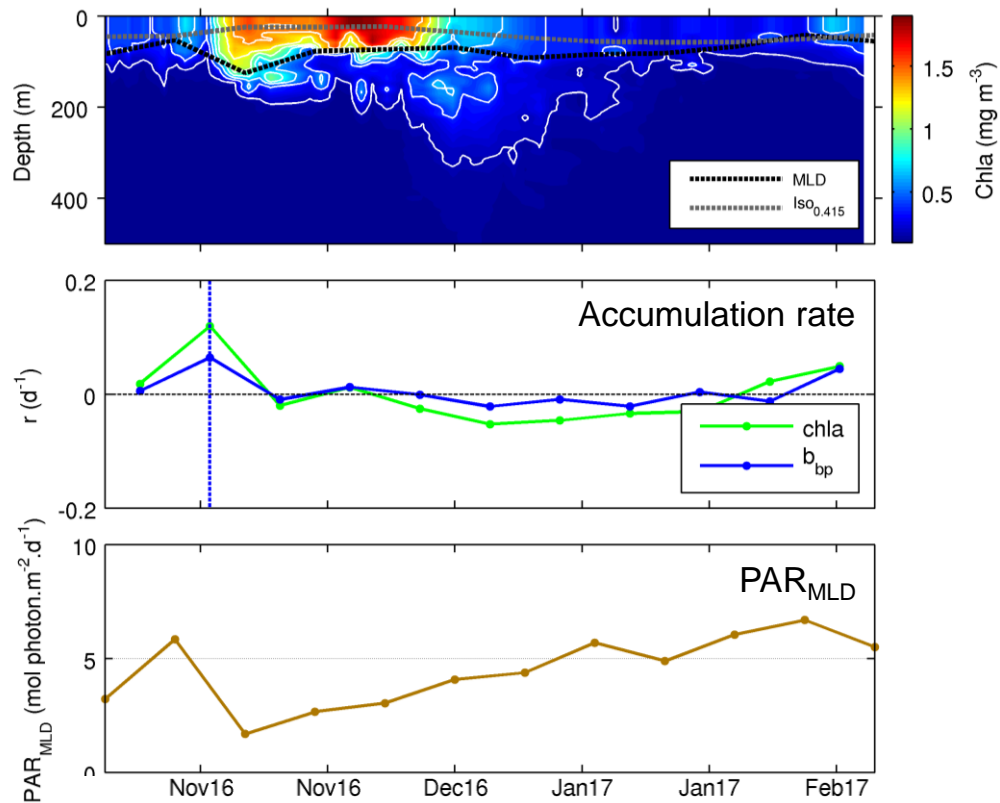 0
200
400
Depth (m)
MLD
Iso0.415
1.5
1
0.5
Chla (mg m-3)
0.2
0
-0.2
r (d-1)
Accumulation rate
chla
bbp
10
5
0
PARMLD (mol photon.m-2.d-1)
PARMLD
Nov16 Nov16 Dec16 Jan17 Jan17 Feb17